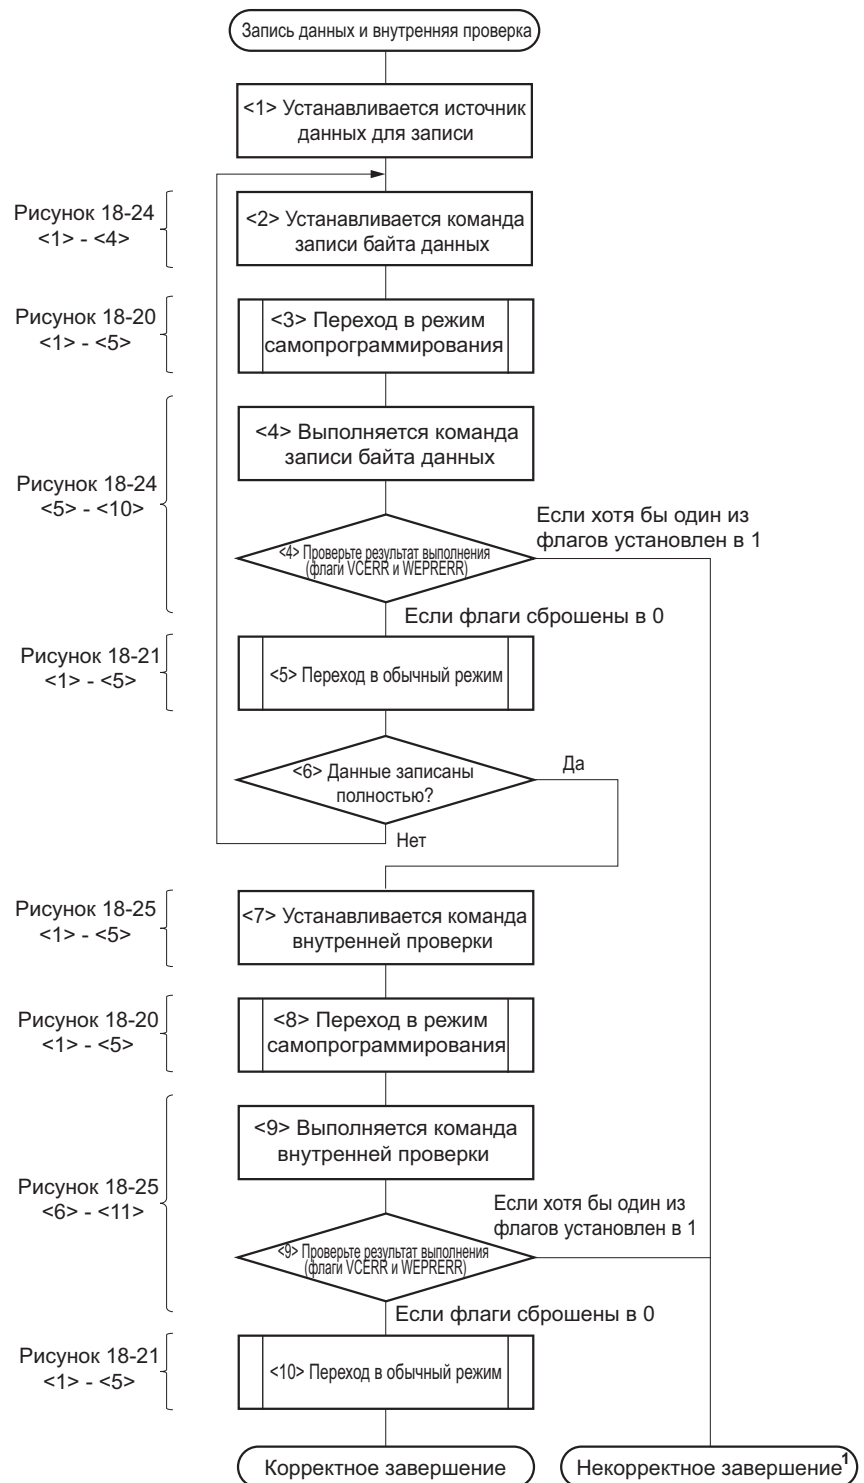 Запись данных и внутренняя проверка
<1> Устанавливается источник
данных для записи
Рисунок 18-24
<1> - <4>
<2> Устанавливается команда
записи байта данных
Рисунок 18-20
<1> - <5>
<3> Переход в режим
самопрограммирования
<4> Выполняется команда
записи байта данных
Рисунок 18-24
<5> - <10>
Если хотя бы один из
флагов установлен в 1
<4> Проверьте результат выполнения
(флаги VCERR и WEPRERR)
Если флаги сброшены в 0
Рисунок 18-21
<1> - <5>
<5> Переход в обычный режим
<6> Данные записаны
полностью?
Да
Нет
Рисунок 18-25
<1> - <5>
<7> Устанавливается команда
внутренней проверки
Рисунок 18-20
<1> - <5>
<8> Переход в режим
самопрограммирования
<9> Выполняется команда
внутренней проверки
Рисунок 18-25
<6> - <11>
Если хотя бы один из
флагов установлен в 1
<9> Проверьте результат выполнения
(флаги VCERR и WEPRERR)
Если флаги сброшены в 0
Рисунок 18-21
<1> - <5>
<10> Переход в обычный режим
Корректное завершение
Некорректное завершение1